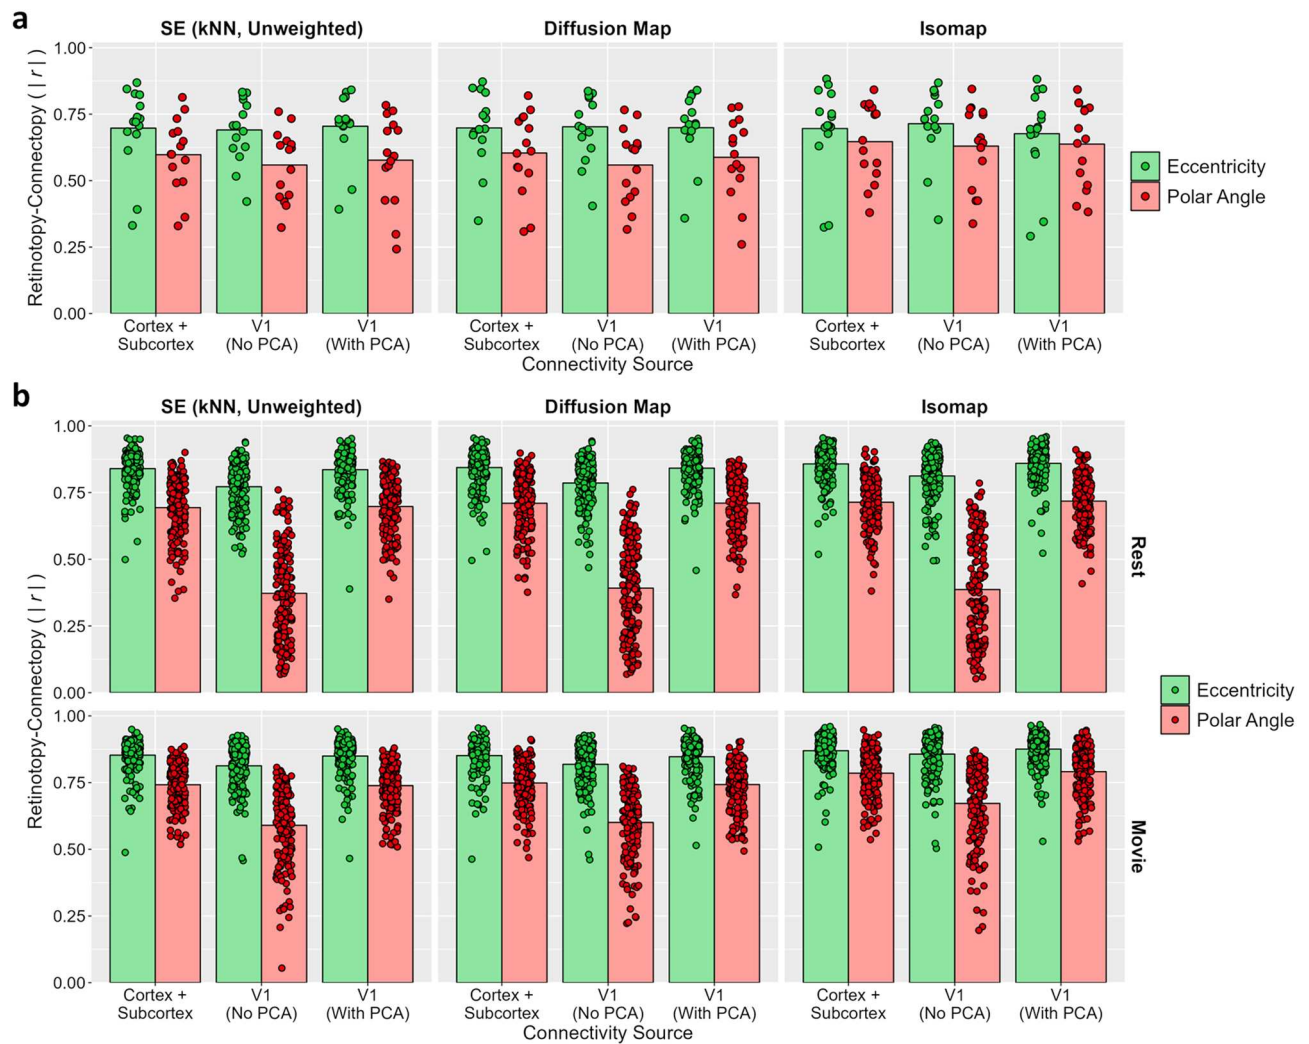 a
SE (kNN, Unweighted)
Diffusion Map
Isomap
Retinotopy-Connectopy ( | r | )
1.00
0.75
0.50
0.25
0.00
Cortex +
Subcortex
V1
(No PCA)
V1
(With PCA)
Cortex +
Subcortex
V1
(No PCA)
V1
(With PCA)
Cortex +
Subcortex
V1
(No PCA)
V1
(With PCA)
Connectivity Source
Eccentricity
Polar Angle
b
SE (kNN, Unweighted)
Diffusion Map
Isomap
Retinotopy-Connectopy ( | r | )
1.00
0.75
0.50
0.25
0.00
Rest
1.00
0.75
0.50
0.25
0.00
Movie
Cortex +
Subcortex
V1
(No PCA)
V1
(With PCA)
Cortex +
Subcortex
V1
(No PCA)
V1
(With PCA)
Cortex +
Subcortex
V1
(No PCA)
V1
(With PCA)
Connectivity Source
Eccentricity
Polar Angle